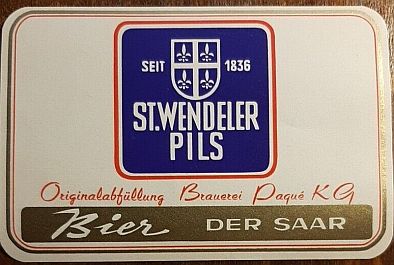 SEIT 1836
ST.WENDELER
PILS
Originalabfüllung Brauerei Paqué KG
Bier DER SAAR